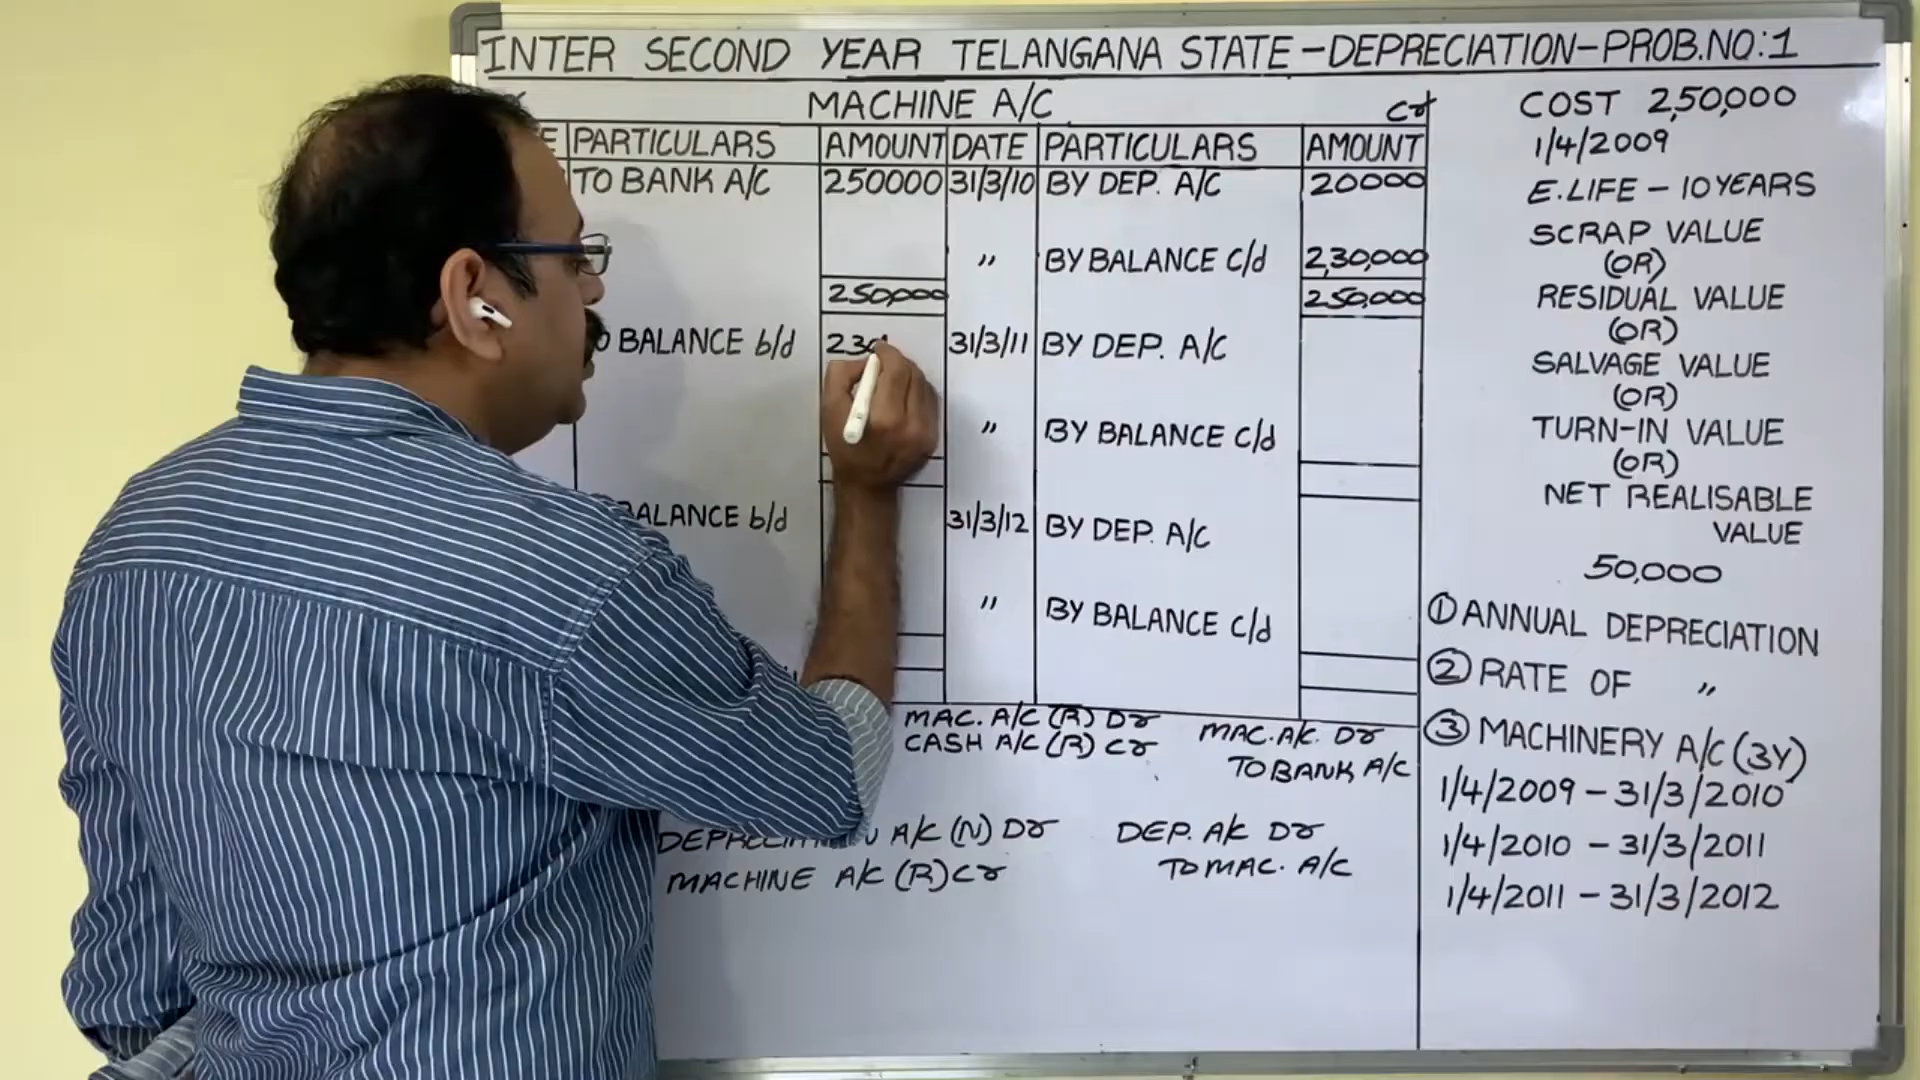 INTER SECOND YEAR TELANGANA STATE-DEPRECIATION-PROB.NO:1
MACHINE A/C
Cr
PARTICULARS AMOUNT DATE PARTICULARS AMOUNT
TO BANK A/C 250000 31/3/10 BY DEP. A/C 20000
" BY BALANCE c/d 2,30,000
250,000 250,000
BALANCE b/d 230 31/3/11 BY DEP. A/C
" BY BALANCE c/d
BALANCE b/d 31/3/12 BY DEP. A/C
" BY BALANCE c/d
MAC. A/C (R) Dr
CASH A/C (R) Cr
MAC. A/C. Dr
TO BANK A/C
A/C (N) Dr
MACHINE A/C (R) Cr
DEP. A/C Dr
TO MAC. A/C
COST 2,50,000
1/4/2009
E.LIFE - 10 YEARS
SCRAP VALUE
(OR)
RESIDUAL VALUE
(OR)
SALVAGE VALUE
(OR)
TURN-IN VALUE
(OR)
NET REALISABLE
VALUE
50,000
① ANNUAL DEPRECIATION
② RATE OF "
③ MACHINERY A/C (3Y)
1/4/2009 - 31/3/2010
1/4/2010 - 31/3/2011
1/4/2011 - 31/3/2012